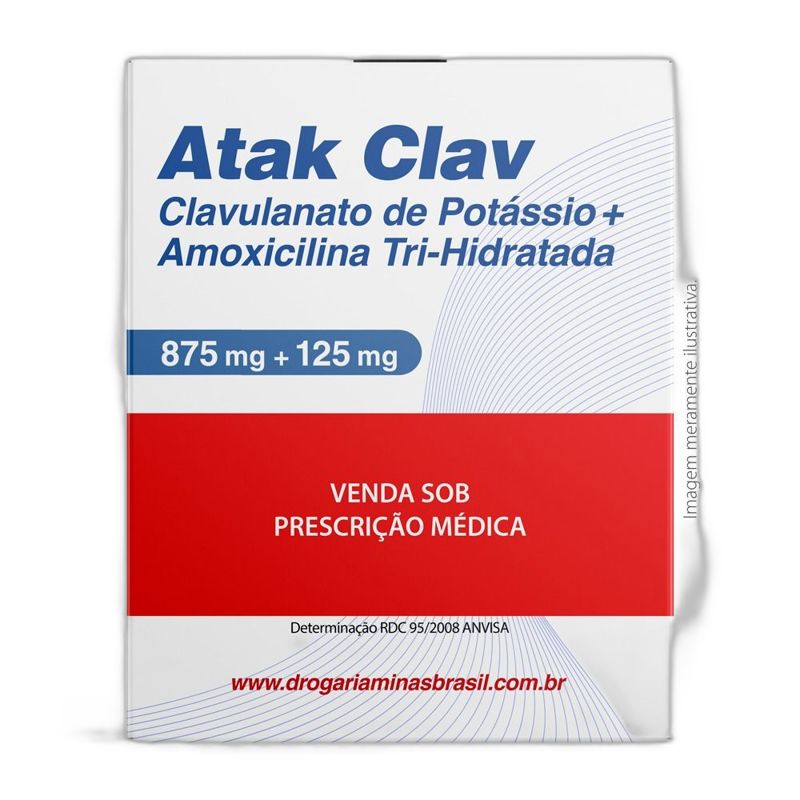 Atak Clav
Clavulanato de Potássio +
Amoxicilina Tri-Hidratada
875 mg + 125 mg
VENDA SOB
PRESCRIÇÃO MÉDICA
Determinação RDC 95/2008 ANVISA
www.drogariaminasbrasil.com.br
Imagem meramente ilustrativa.